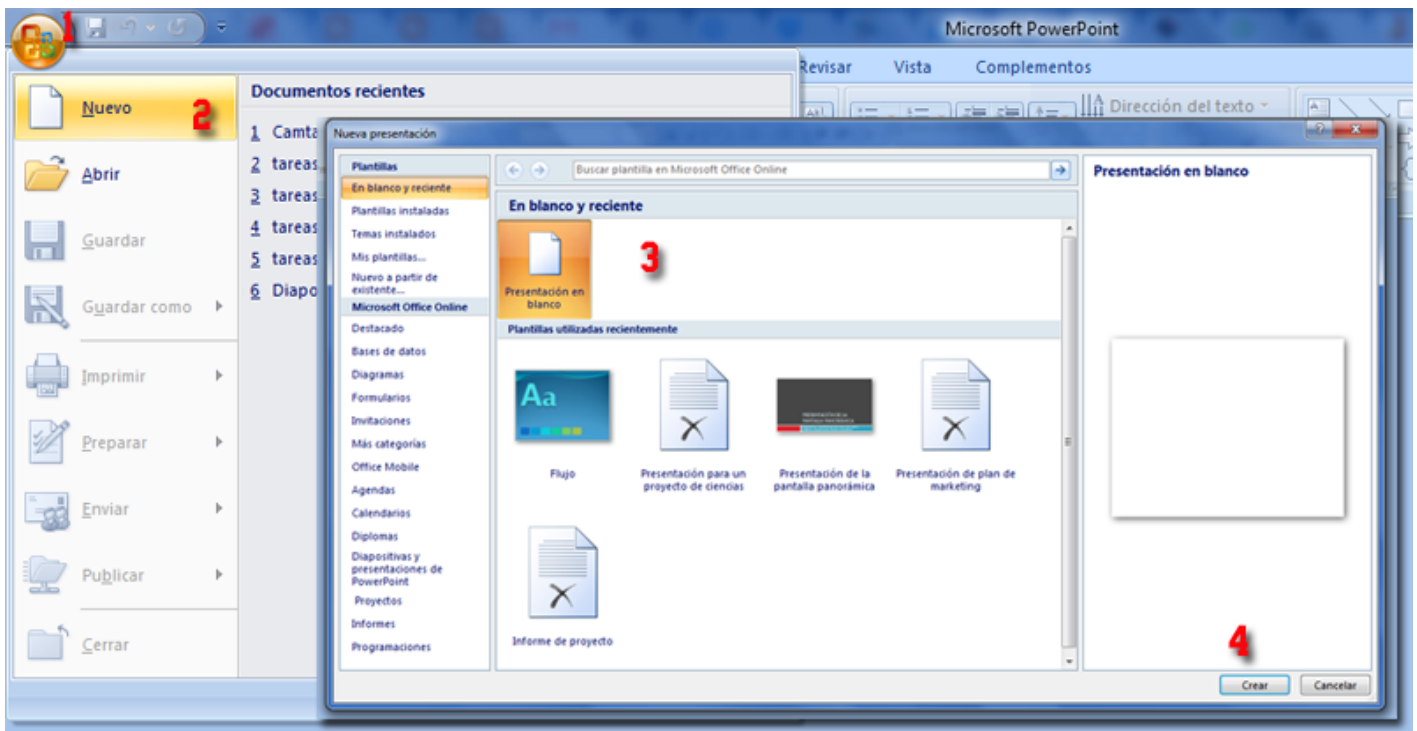 1
Microsoft PowerPoint
Revisar Vista Complementos
Dirección del texto
Nuevo 2
Abrir
Guardar
Guardar como
Imprimir
Preparar
Enviar
Publicar
Cerrar
Documentos recientes
1 Camta
2 tareas
3 tareas
4 tareas
5 tareas
6 Diapo
Nueva presentación
Plantillas
En blanco y reciente
Plantillas instaladas
Temas instalados
Mis plantillas...
Nuevo a partir de
existente...
Microsoft Office Online
Destacado
Bases de datos
Diagramas
Formularios
Invitaciones
Más categorías
Office Mobile
Agendas
Calendarios
Diplomas
Diapositivas y
presentaciones de
PowerPoint
Proyectos
Informes
Programaciones
Buscar plantilla en Microsoft Office Online
En blanco y reciente
3
Presentación en
blanco
Plantillas utilizadas recientemente
Aa
Flujo
Presentación para un
proyecto de ciencias
Presentación de la
pantalla panorámica
Presentación de plan de
marketing
Informe de proyecto
Presentación en blanco
4
Crear Cancelar